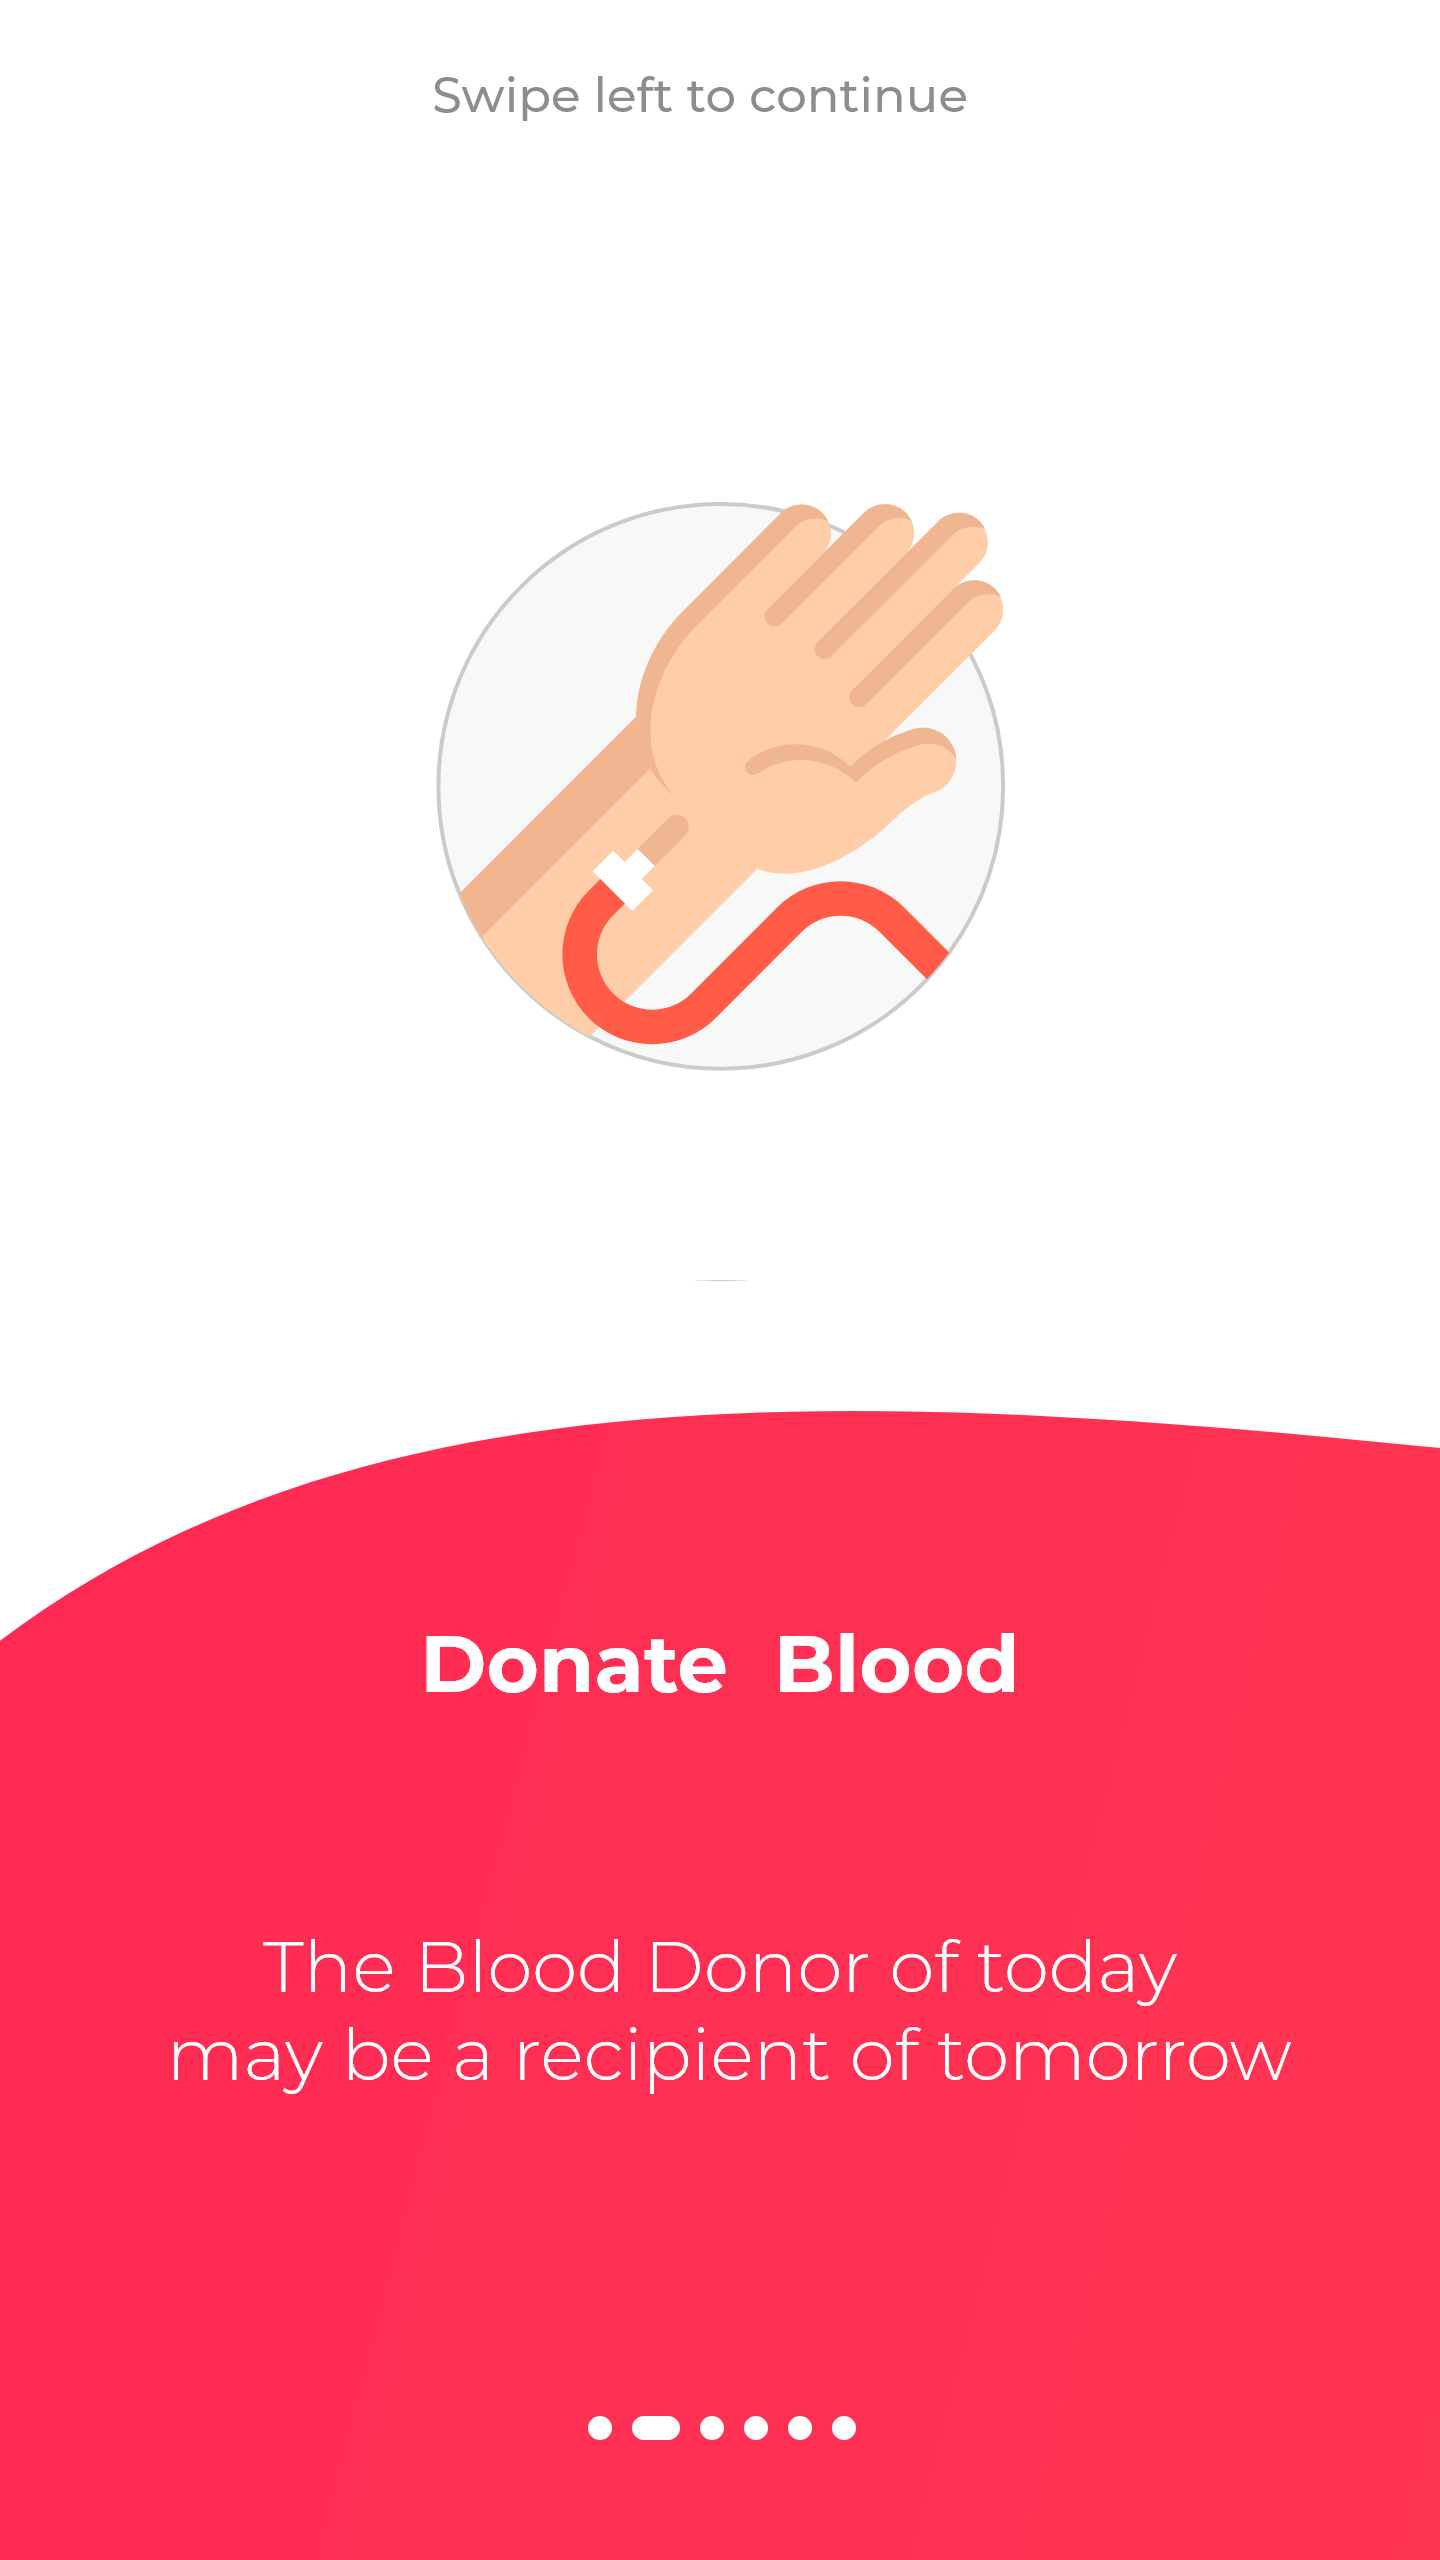 Swipe left to continue
Donate Blood
The Blood Donor of today
may be a recipient of tomorrow